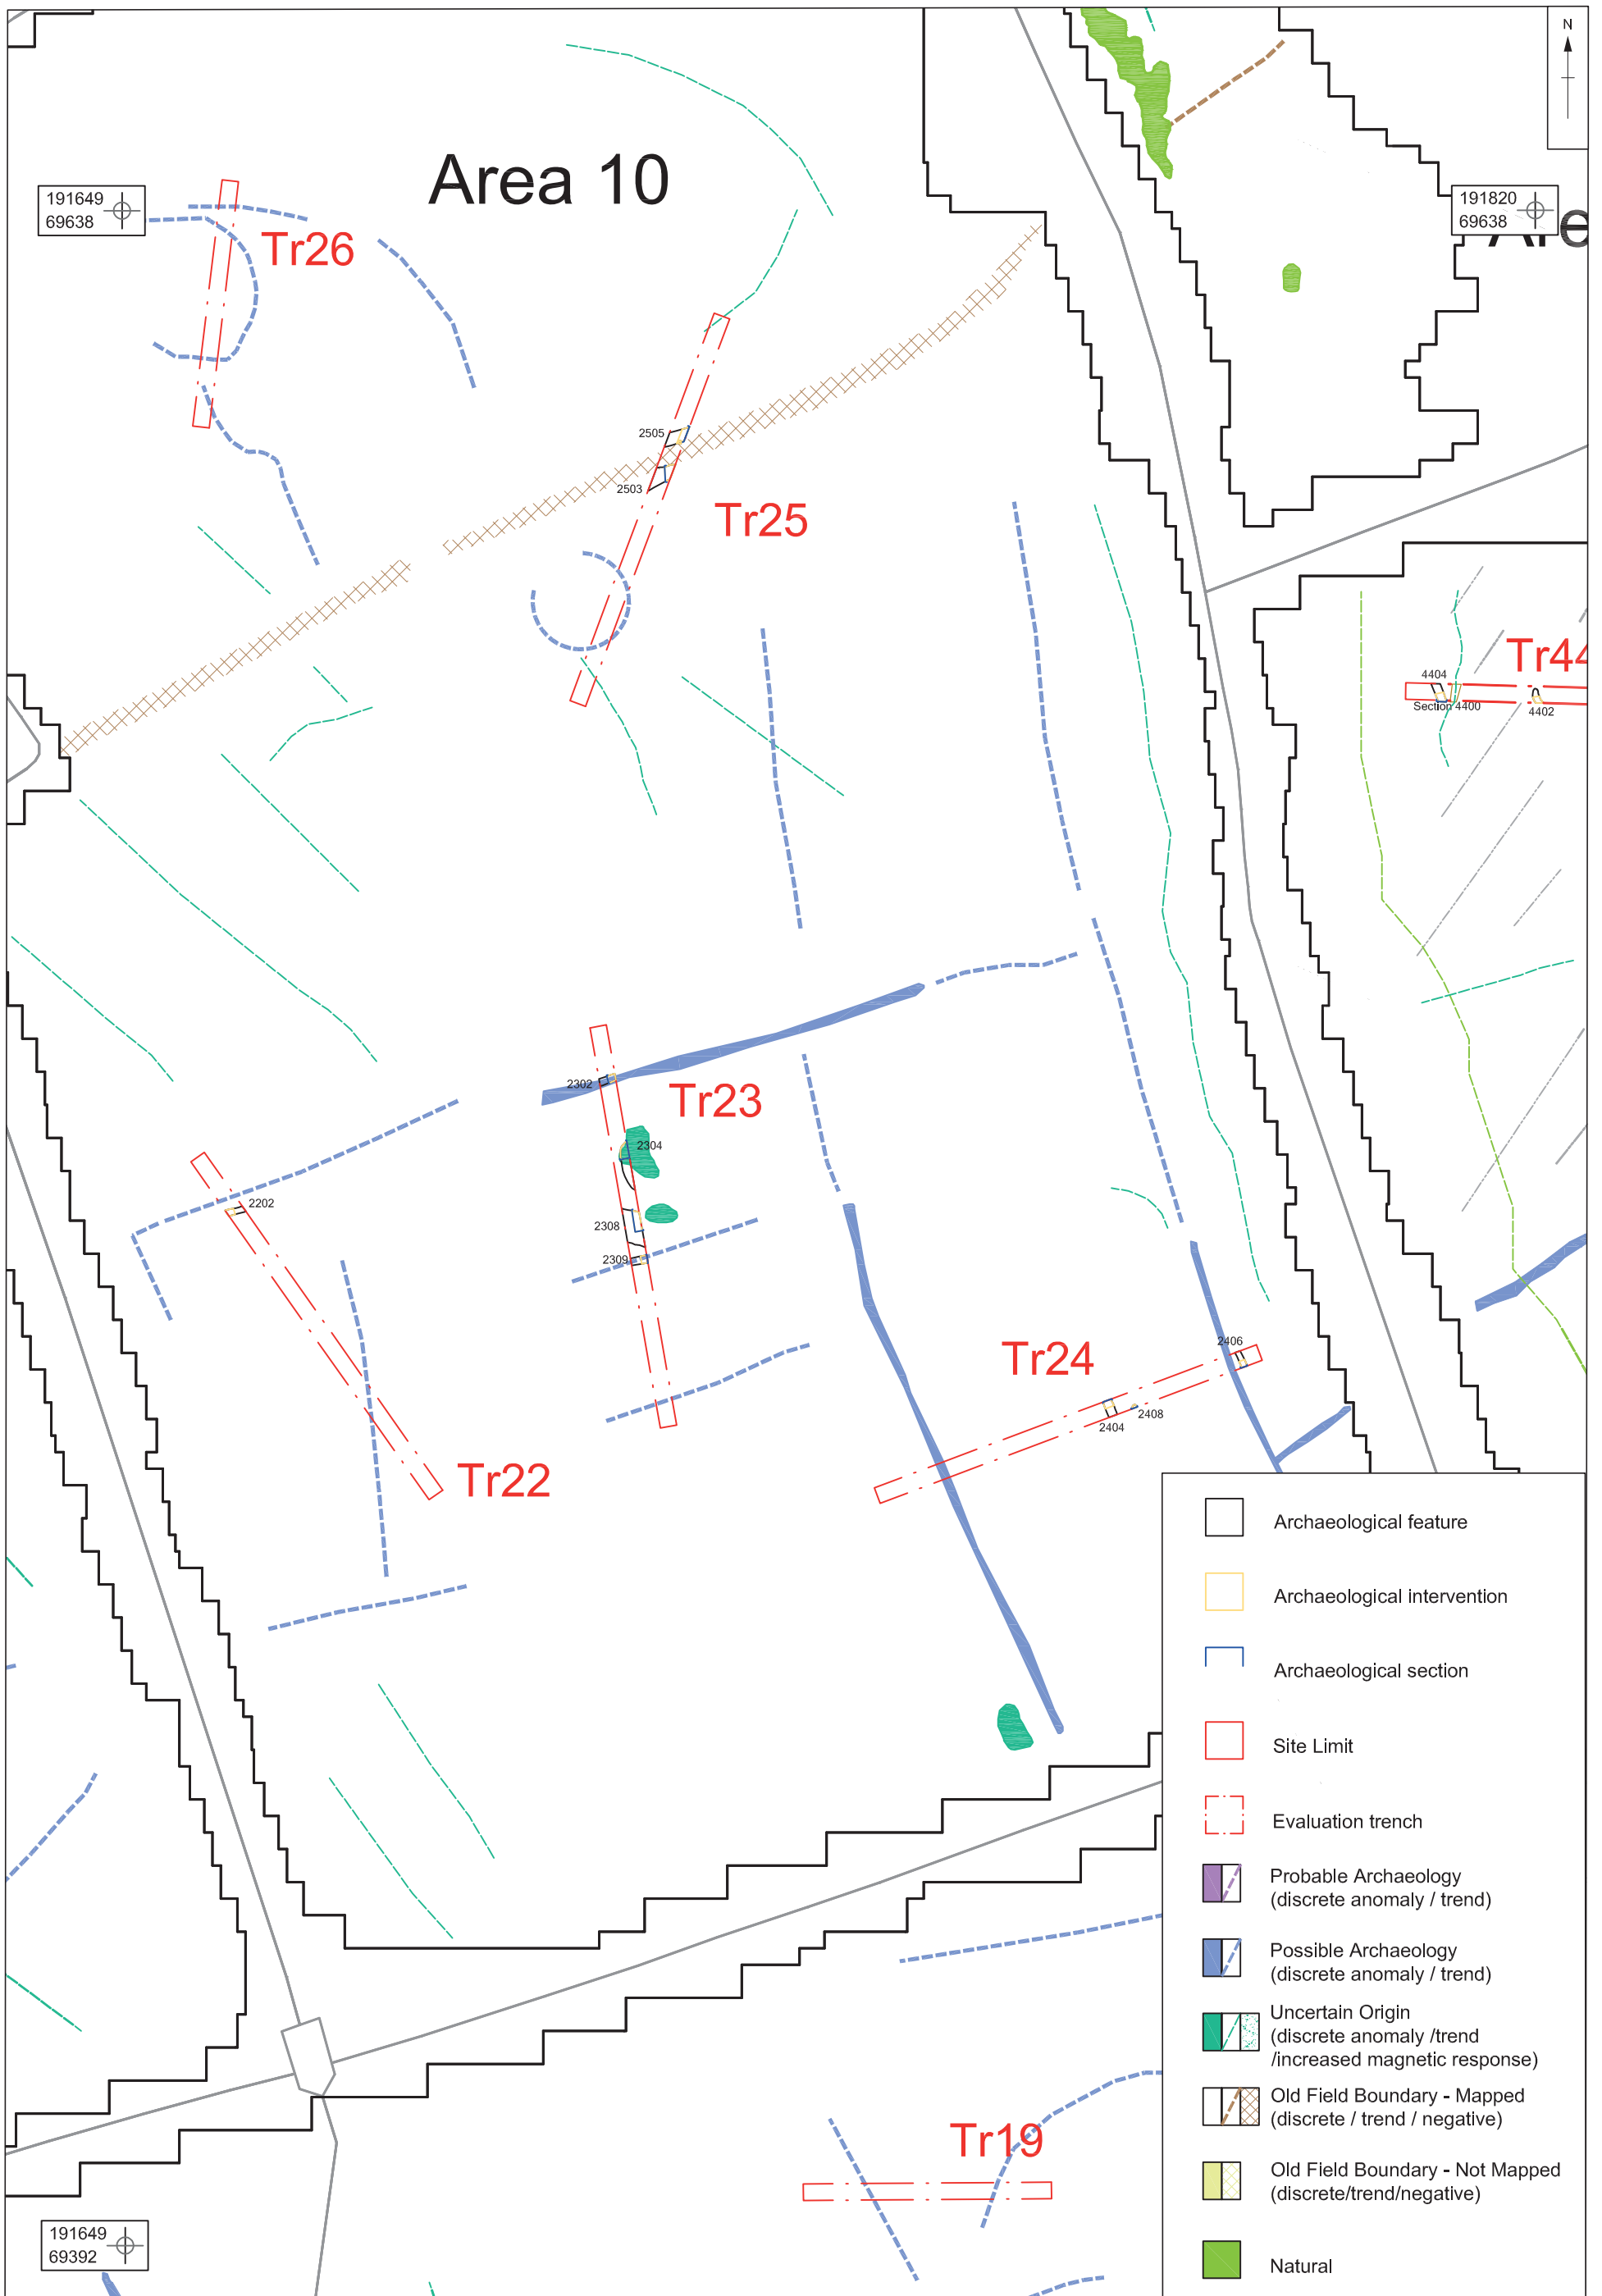 N
Area 10
191649
69638
191820
69638
Are
Tr26
2505
2503
Tr25
Tr44
4404
Section 4400
4402
2302
Tr23
2304
2202
2308
2309
Tr24
2406
2404
2408
Tr22
Archaeological feature
Archaeological intervention
Archaeological section
Site Limit
Evaluation trench
Probable Archaeology
(discrete anomaly / trend)
Possible Archaeology
(discrete anomaly / trend)
Uncertain Origin
(discrete anomaly /trend
/increased magnetic response)
Old Field Boundary - Mapped
(discrete / trend / negative)
Old Field Boundary - Not Mapped
(discrete/trend/negative)
Natural
Tr19
191649
69392